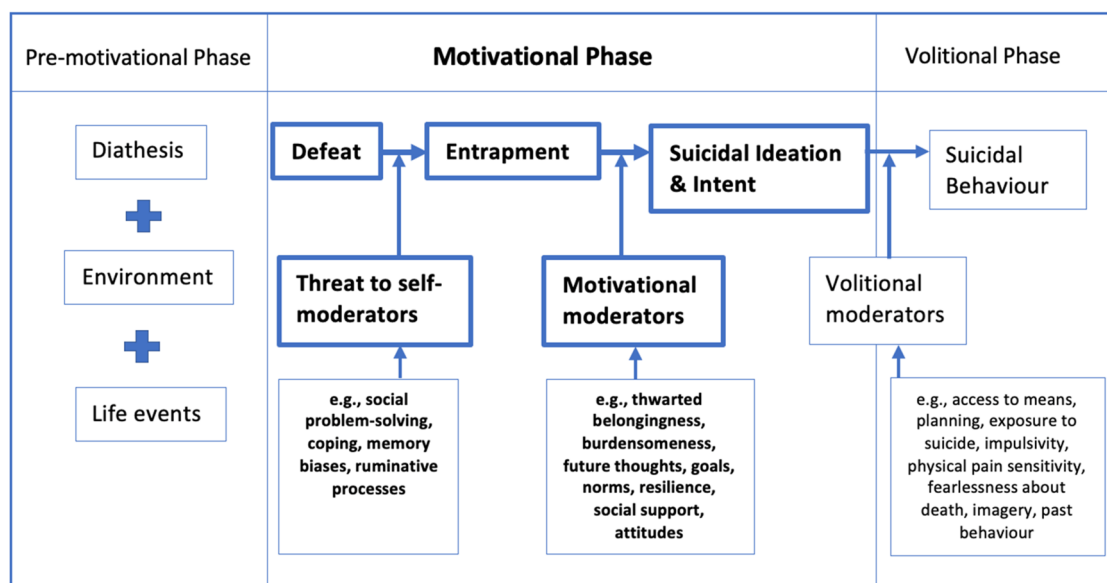 Pre-motivational Phase
Motivational Phase
Volitional Phase
Diathesis
Environment
Life events
Defeat
Entrapment
Suicidal Ideation
& Intent
Suicidal
Behaviour
Threat to self-
moderators
Motivational
moderators
Volitional
moderators
e.g., social
problem-solving,
coping, memory
biases, ruminative
processes
e.g., thwarted
belongingness,
burdensomeness,
future thoughts, goals,
norms, resilience,
social support,
attitudes
e.g., access to means,
planning, exposure to
suicide, impulsivity,
physical pain sensitivity,
fearlessness about
death, imagery, past
behaviour